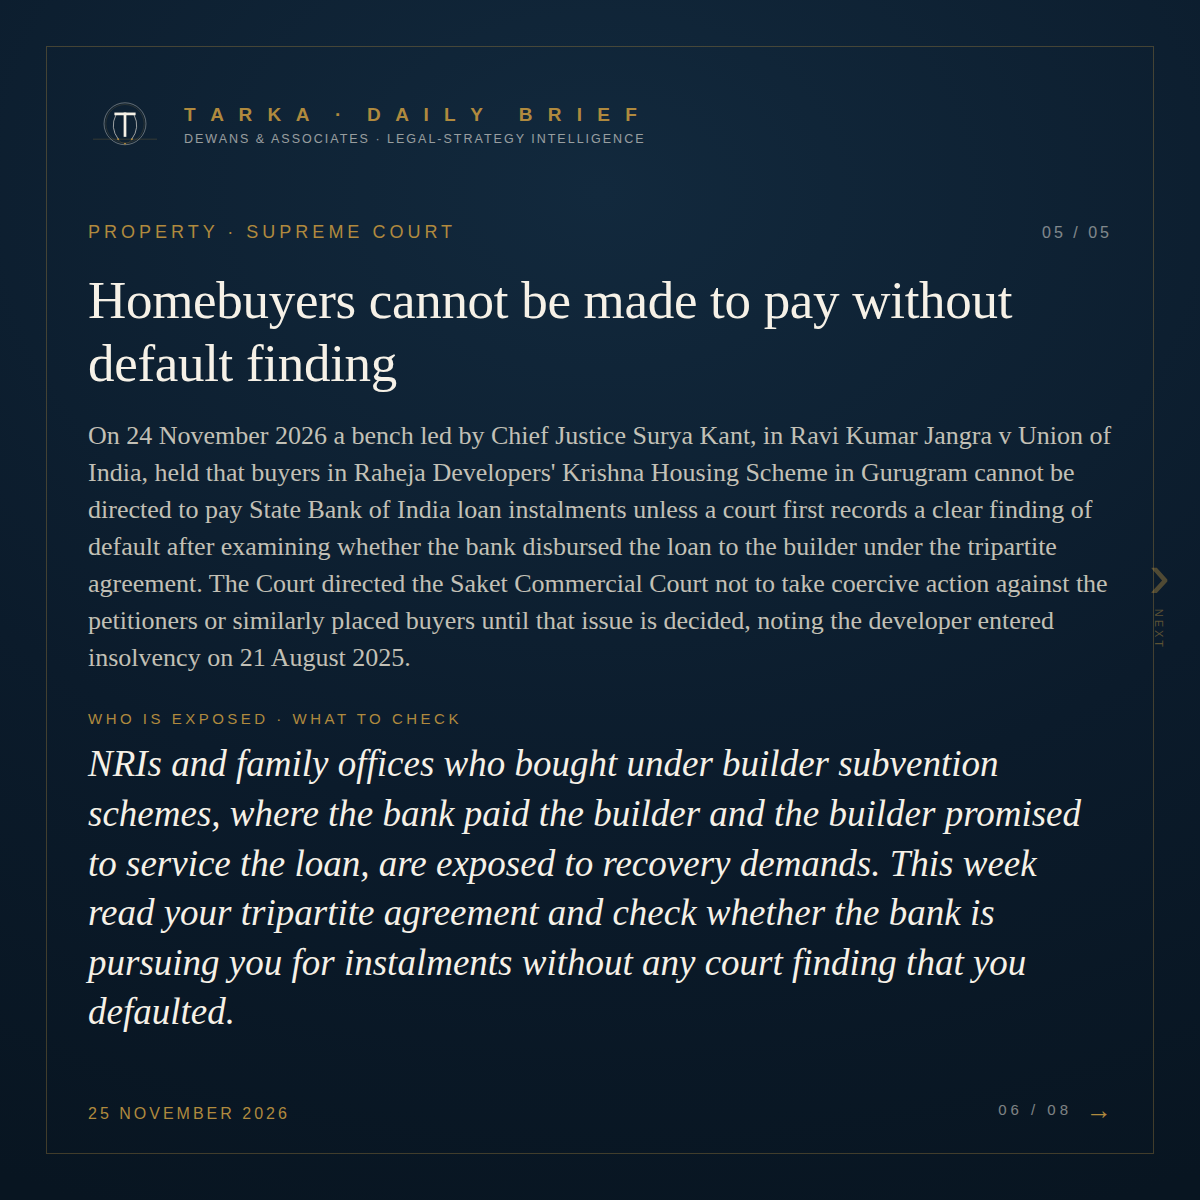 T
TARKA · DAILY BRIEF
DEWANS & ASSOCIATES · LEGAL-STRATEGY INTELLIGENCE
PROPERTY · SUPREME COURT
05 / 05
Homebuyers cannot be made to pay without
default finding
On 24 November 2026 a bench led by Chief Justice Surya Kant, in Ravi Kumar Jangra v Union of
India, held that buyers in Raheja Developers' Krishna Housing Scheme in Gurugram cannot be
directed to pay State Bank of India loan instalments unless a court first records a clear finding of
default after examining whether the bank disbursed the loan to the builder under the tripartite
agreement. The Court directed the Saket Commercial Court not to take coercive action against the
petitioners or similarly placed buyers until that issue is decided, noting the developer entered
insolvency on 21 August 2025.
NEXT
WHO IS EXPOSED · WHAT TO CHECK
NRIs and family offices who bought under builder subvention
schemes, where the bank paid the builder and the builder promised
to service the loan, are exposed to recovery demands. This week
read your tripartite agreement and check whether the bank is
pursuing you for instalments without any court finding that you
defaulted.
25 NOVEMBER 2026
06 / 08 →